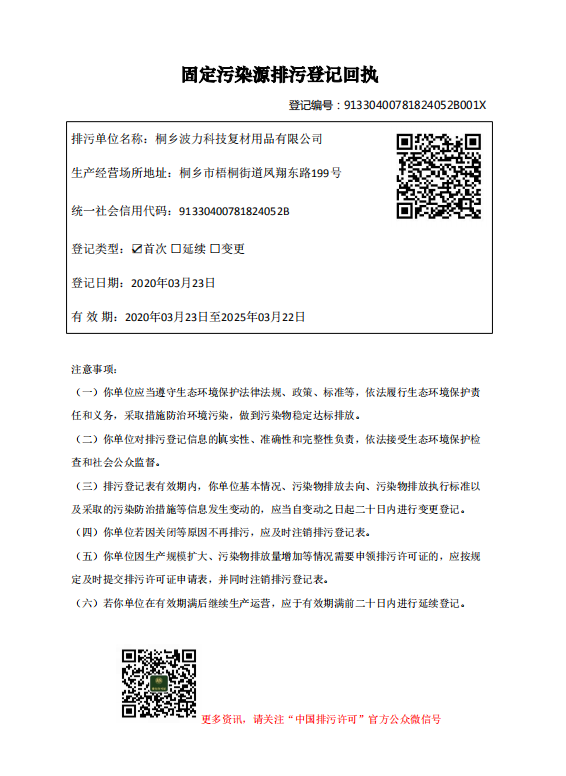 固定污染源排污登记回执
登记编号：91330400781824052B001X
排污单位名称：桐乡波力科技复材用品有限公司
生产经营场所地址：桐乡市梧桐街道凤翔东路199号
统一社会信用代码：91330400781824052B
登记类型：☑首次 ☐延续 ☐变更
登记日期：2020年03月23日
有 效 期：2020年03月23日至2025年03月22日
注意事项：
（一）你单位应当遵守生态环境保护法律法规、政策、标准等，依法履行生态环境保护责
任和义务，采取措施防治环境污染，做到污染物稳定达标排放。
（二）你单位对排污登记信息的真实性、准确性和完整性负责，依法接受生态环境保护检
查和社会公众监督。
（三）排污登记表有效期内，你单位基本情况、污染物排放去向、污染物排放执行标准以
及采取的污染防治措施等信息发生变动的，应当自变动之日起二十日内进行变更登记。
（四）你单位若因关闭等原因不再排污，应及时注销排污登记表。
（五）你单位因生产规模扩大、污染物排放量增加等情况需要申领排污许可证的，应按规
定及时提交排污许可证申请表，并同时注销排污登记表。
（六）若你单位在有效期满后继续生产运营，应于有效期满前二十日内进行延续登记。
更多资讯，请关注“中国排污许可”官方公众微信号